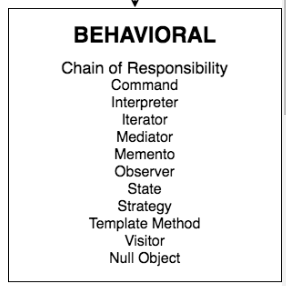 BEHAVIORAL
Chain of Responsibility
Command
Interpreter
Iterator
Mediator
Memento
Observer
State
Strategy
Template Method
Visitor
Null Object